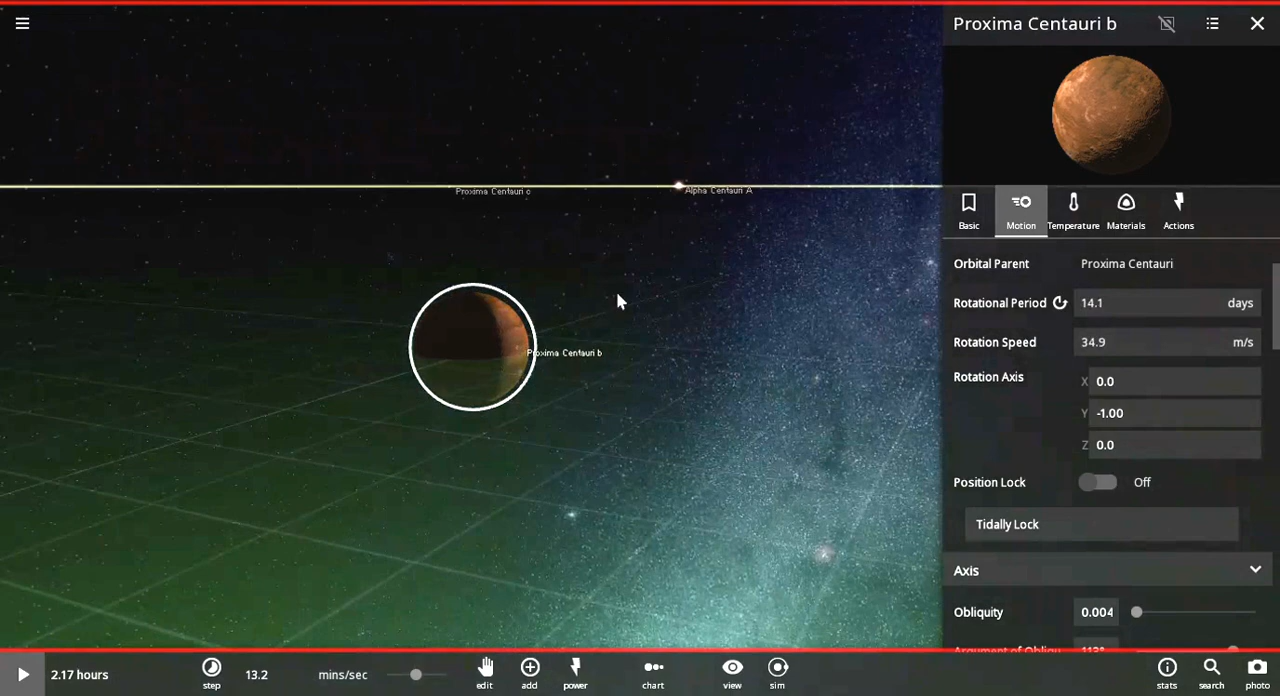 Proxima Centauri b
Proxima Centauri c
Alpha Centauri A
Proxima Centauri b
Basic
Motion
Temperature
Materials
Actions
Orbital Parent Proxima Centauri
Rotational Period 14.1 days
Rotation Speed 34.9 m/s
Rotation Axis X 0.0
Y -1.00
Z 0.0
Position Lock Off
Tidally Lock
Axis
Obliquity 0.004
2.17 hours
step
13.2 mins/sec
edit
add
power
chart
view
sim
stats
search
photo